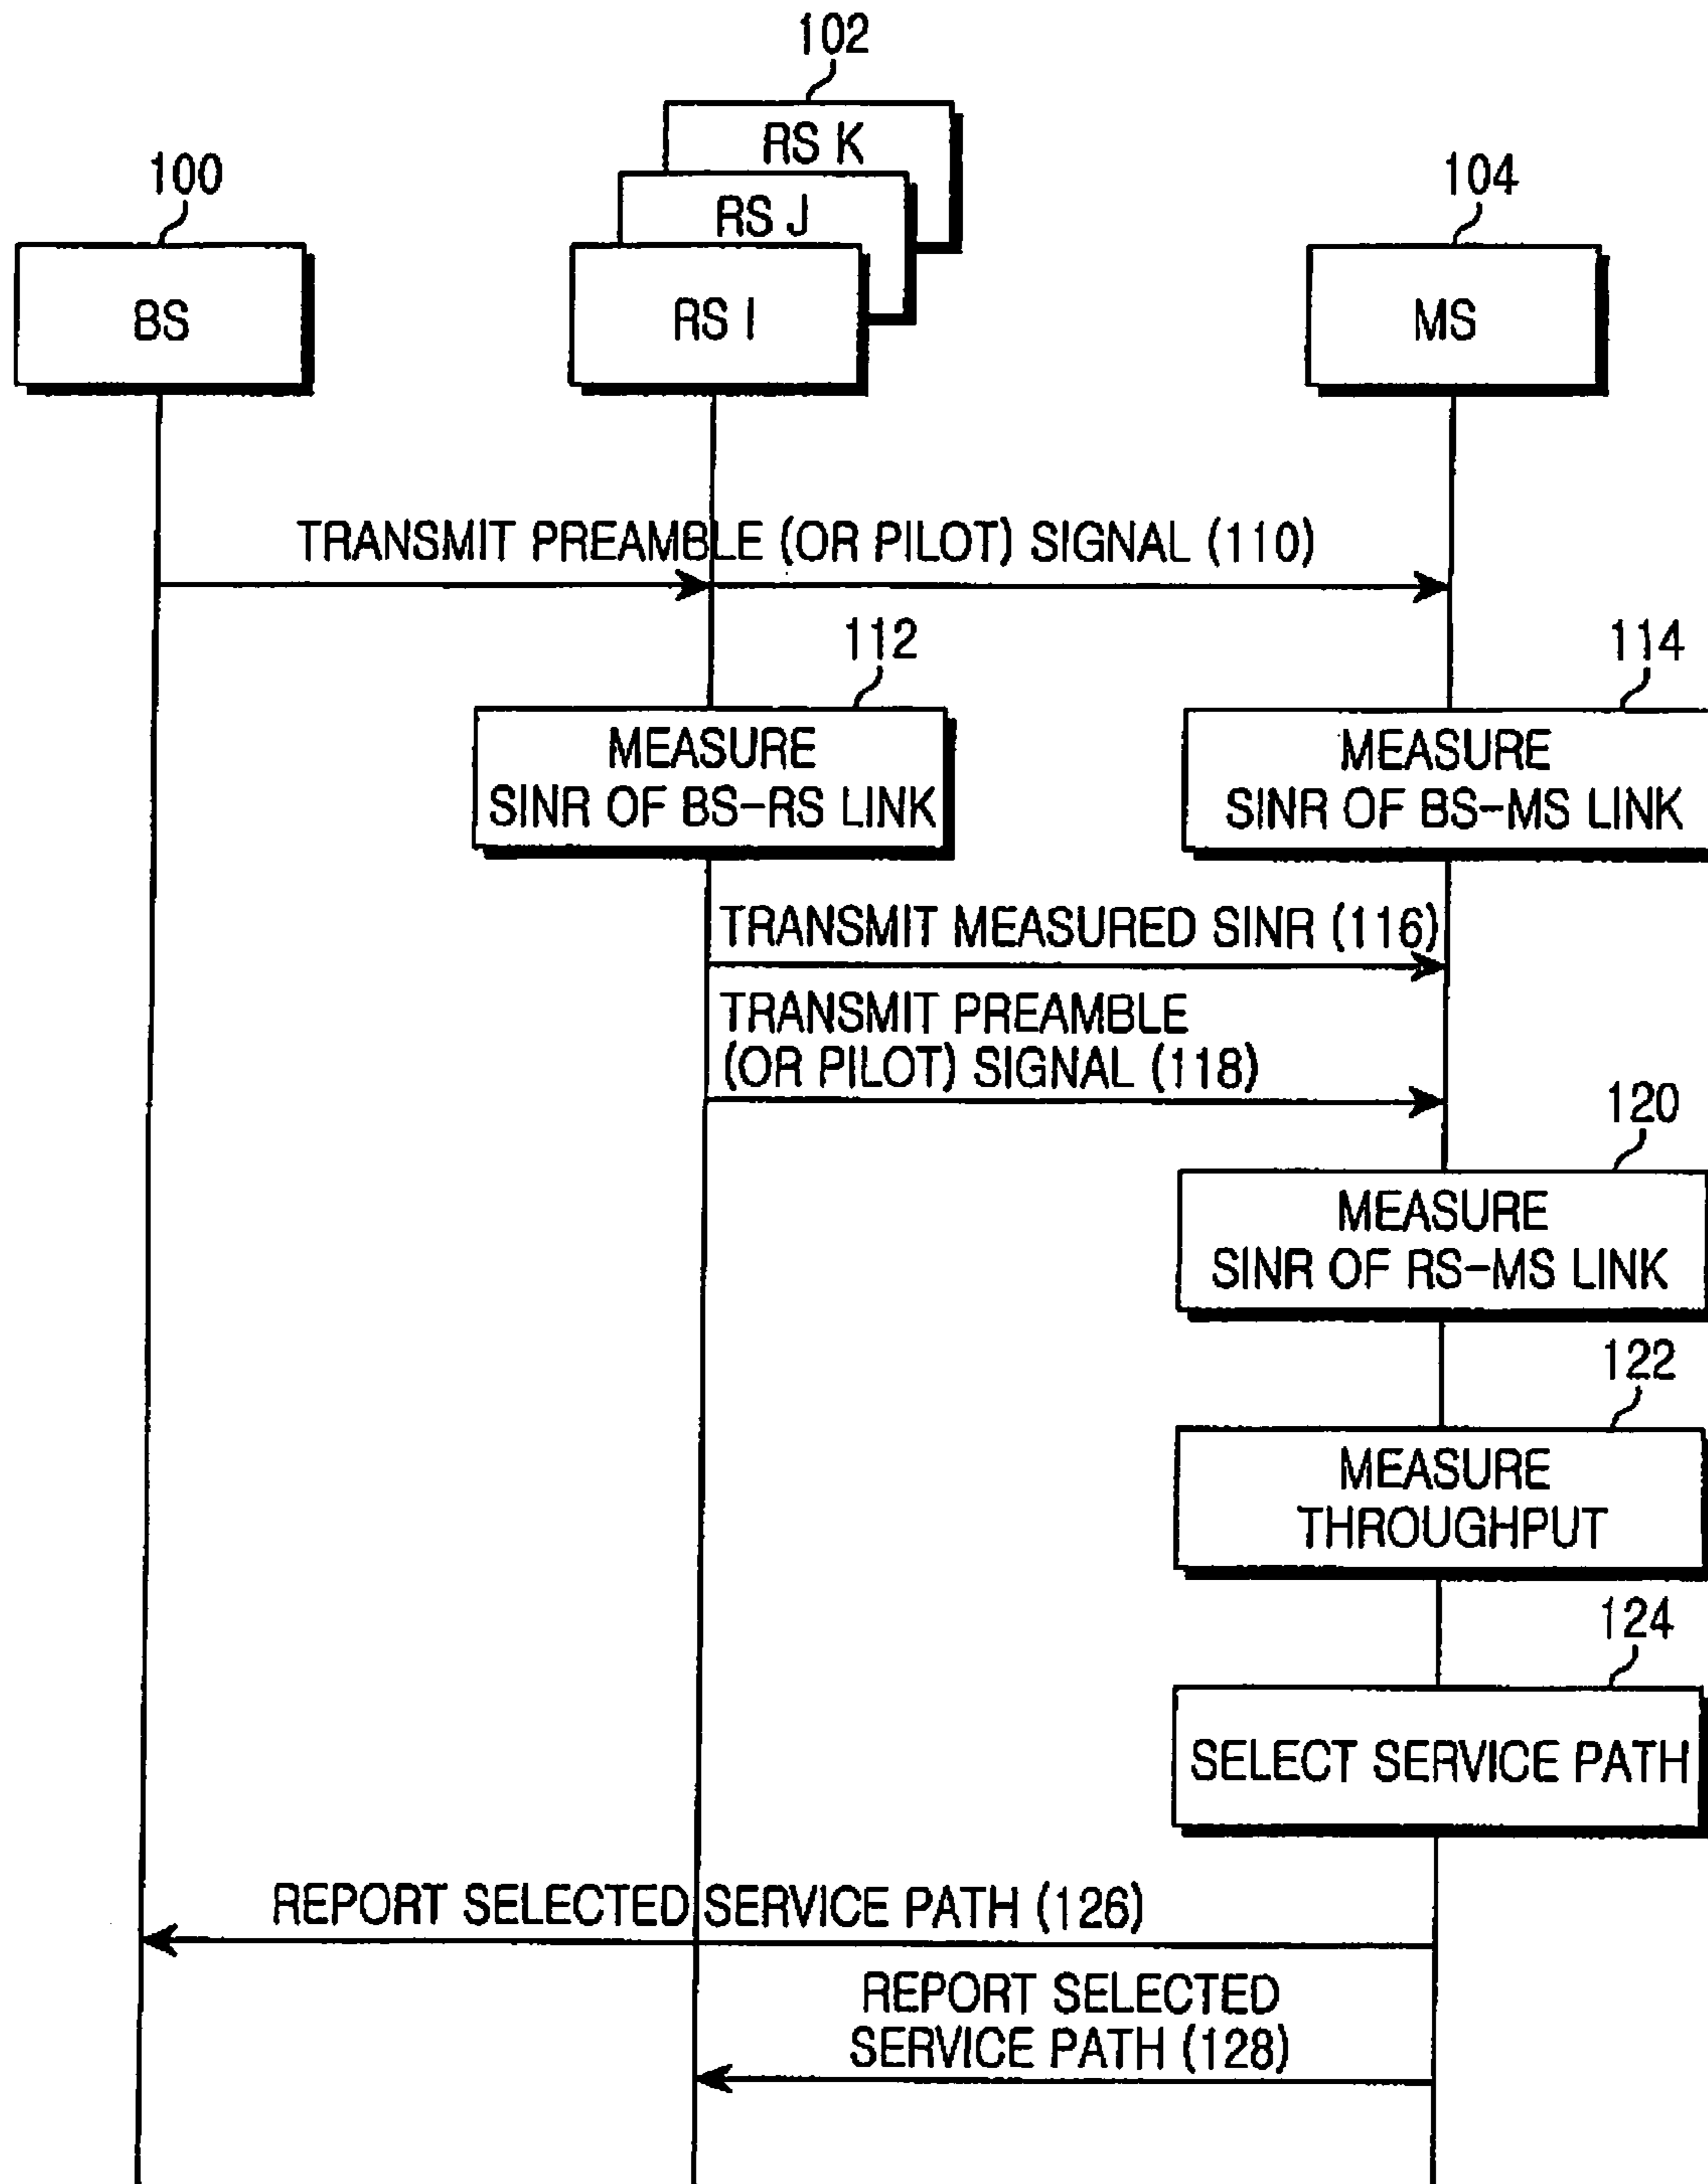 102
RS K
100
RS J
104
BS
RS I
MS
TRANSMIT PREAMBLE (OR PILOT) SIGNAL (110)
112
114
MEASURE
SINR OF BS-RS LINK
MEASURE
SINR OF BS-MS LINK
TRANSMIT MEASURED SINR (116)
TRANSMIT PREAMBLE
(OR PILOT) SIGNAL (118)
120
MEASURE
SINR OF RS-MS LINK
122
MEASURE
THROUGHPUT
124
SELECT SERVICE PATH
REPORT SELECTED SERVICE PATH (126)
REPORT SELECTED
SERVICE PATH (128)